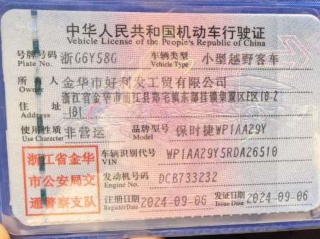 中华人民共和国机动车行驶证
Vehicle License of the People's Republic of China
号牌号码 浙G6Y58G 车辆类型 小型越野客车
Plate No. Vehicle Type
所有人 金华市好利发工贸有限公司
Owner
住址 浙江省金华市
Address 101
使用性质 非营运 品牌型号 保时捷WP1AA29Y
Use Character Model
浙江省金华
市公安局交
通警察支队
车辆识别代号 WP1AA29Y5RDA26510
VIN
发动机号码 DCB733232
Engine No.
注册日期 2024-09-06 发证日期 2024-09-06
Register Date Issue Date